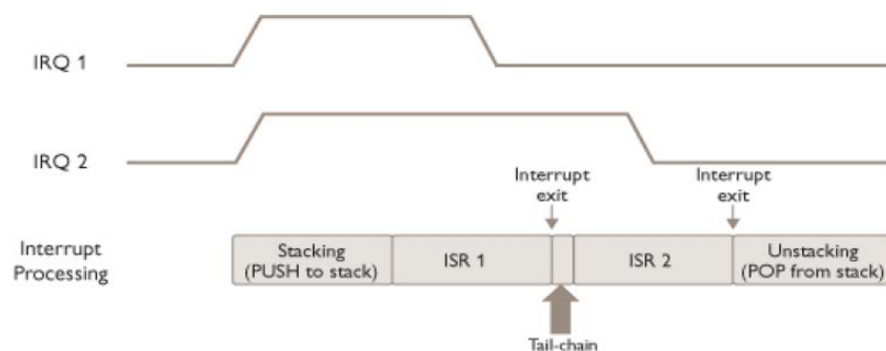 IRQ 1
IRQ 2
Interrupt
exit
Interrupt
exit
Interrupt
Processing
Stacking
(PUSH to stack)
ISR 1
ISR 2
Unstacking
(POP from stack)
Tail-chain